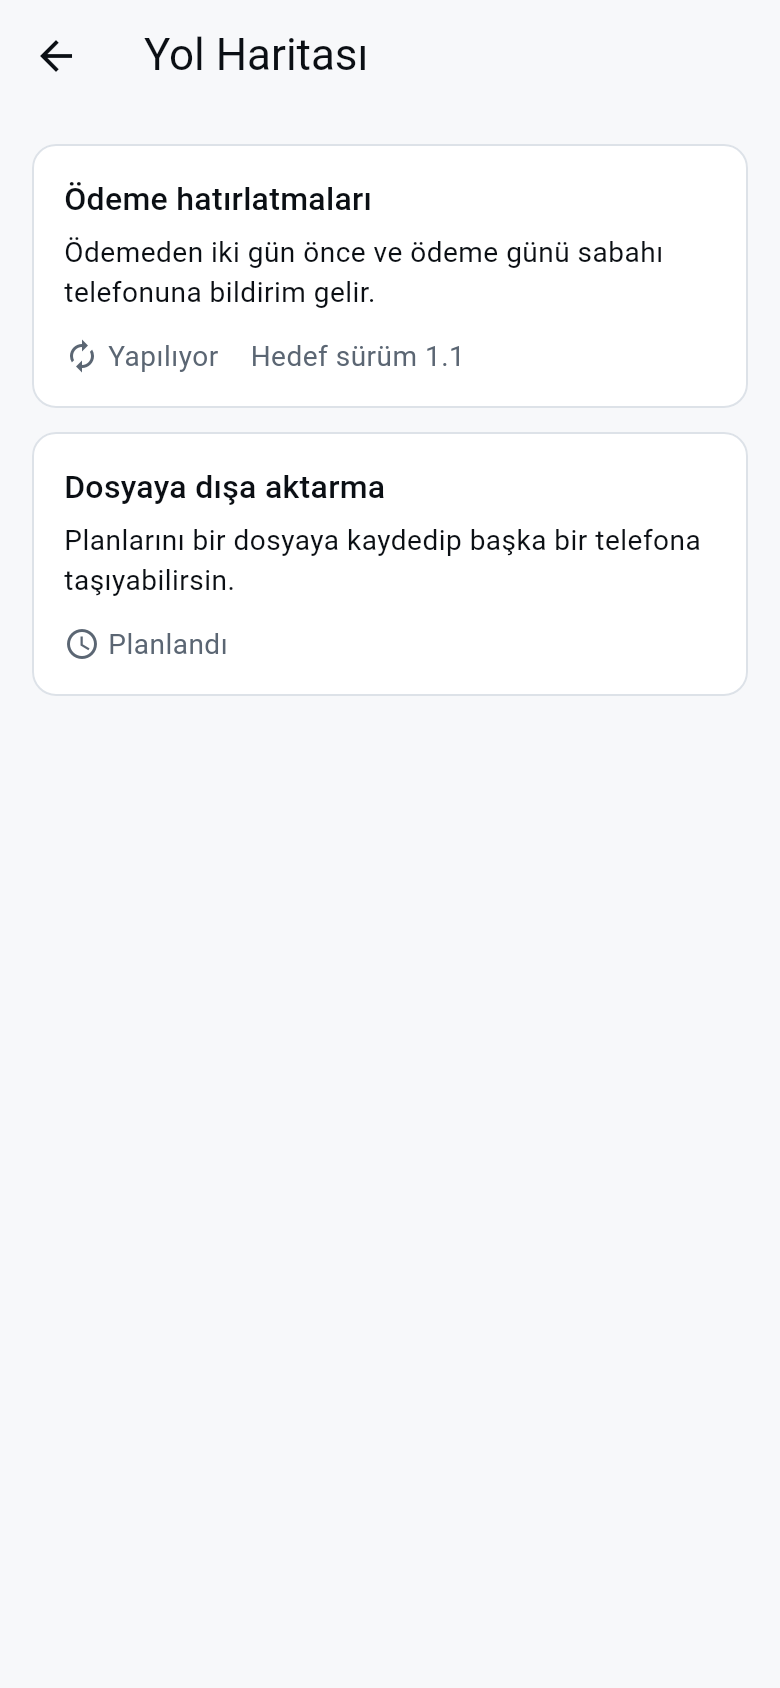 Yol Haritası
Ödeme hatırlatmaları
Ödemeden iki gün önce ve ödeme günü sabahı
telefonuna bildirim gelir.
Yapılıyor Hedef sürüm 1.1
Dosyaya dışa aktarma
Planlarını bir dosyaya kaydedip başka bir telefona
taşıyabilirsin.
Planlandı